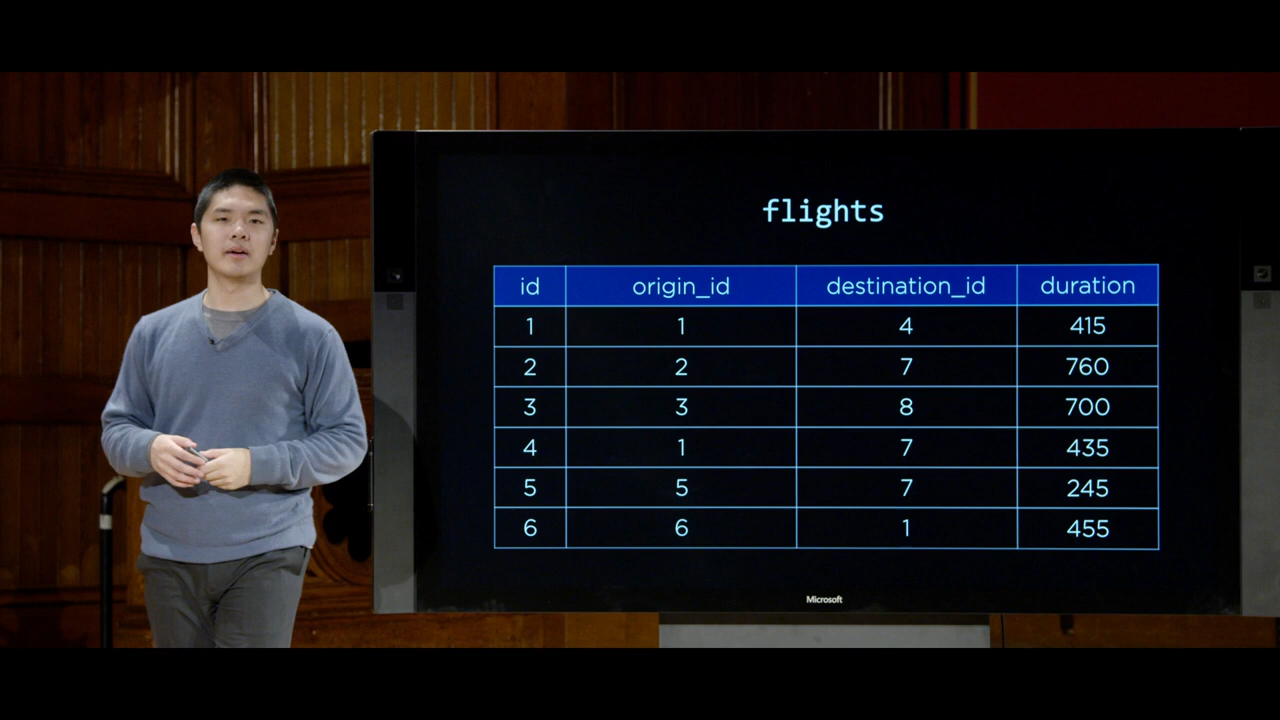 flights
id origin_id destination_id duration
1 1 4 415
2 2 7 760
3 3 8 700
4 1 7 435
5 5 7 245
6 6 1 455
Microsoft